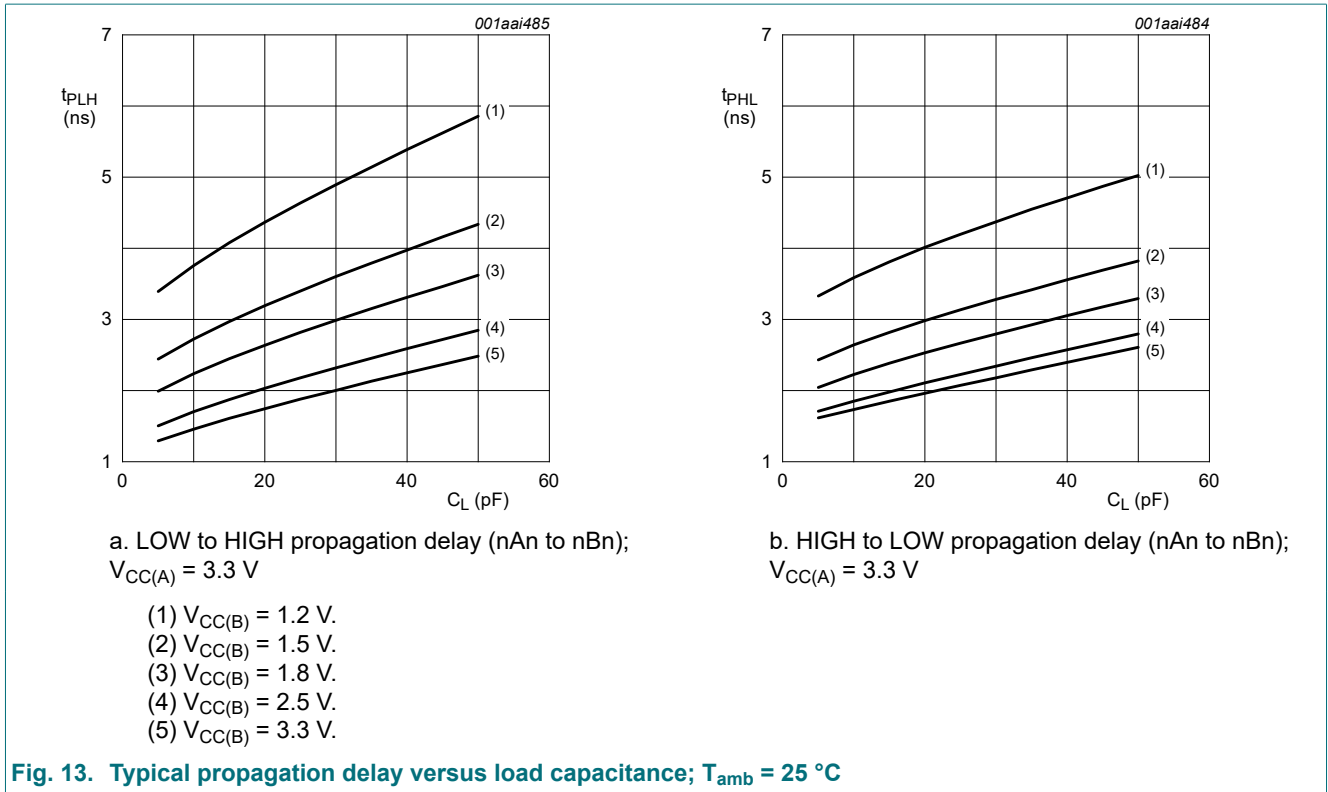 001aai485
7
tPLH
(ns)
(1)
5
(2)
(3)
3
(4)
(5)
1
0 20 40 60
CL (pF)
a. LOW to HIGH propagation delay (nAn to nBn);
VCC(A) = 3.3 V
001aai484
7
tPHL
(ns)
(1)
5
(2)
(3)
3
(4)
(5)
1
0 20 40 60
CL (pF)
b. HIGH to LOW propagation delay (nAn to nBn);
VCC(A) = 3.3 V
(1) VCC(B) = 1.2 V.
(2) VCC(B) = 1.5 V.
(3) VCC(B) = 1.8 V.
(4) VCC(B) = 2.5 V.
(5) VCC(B) = 3.3 V.
Fig. 13. Typical propagation delay versus load capacitance; Tamb = 25 °C